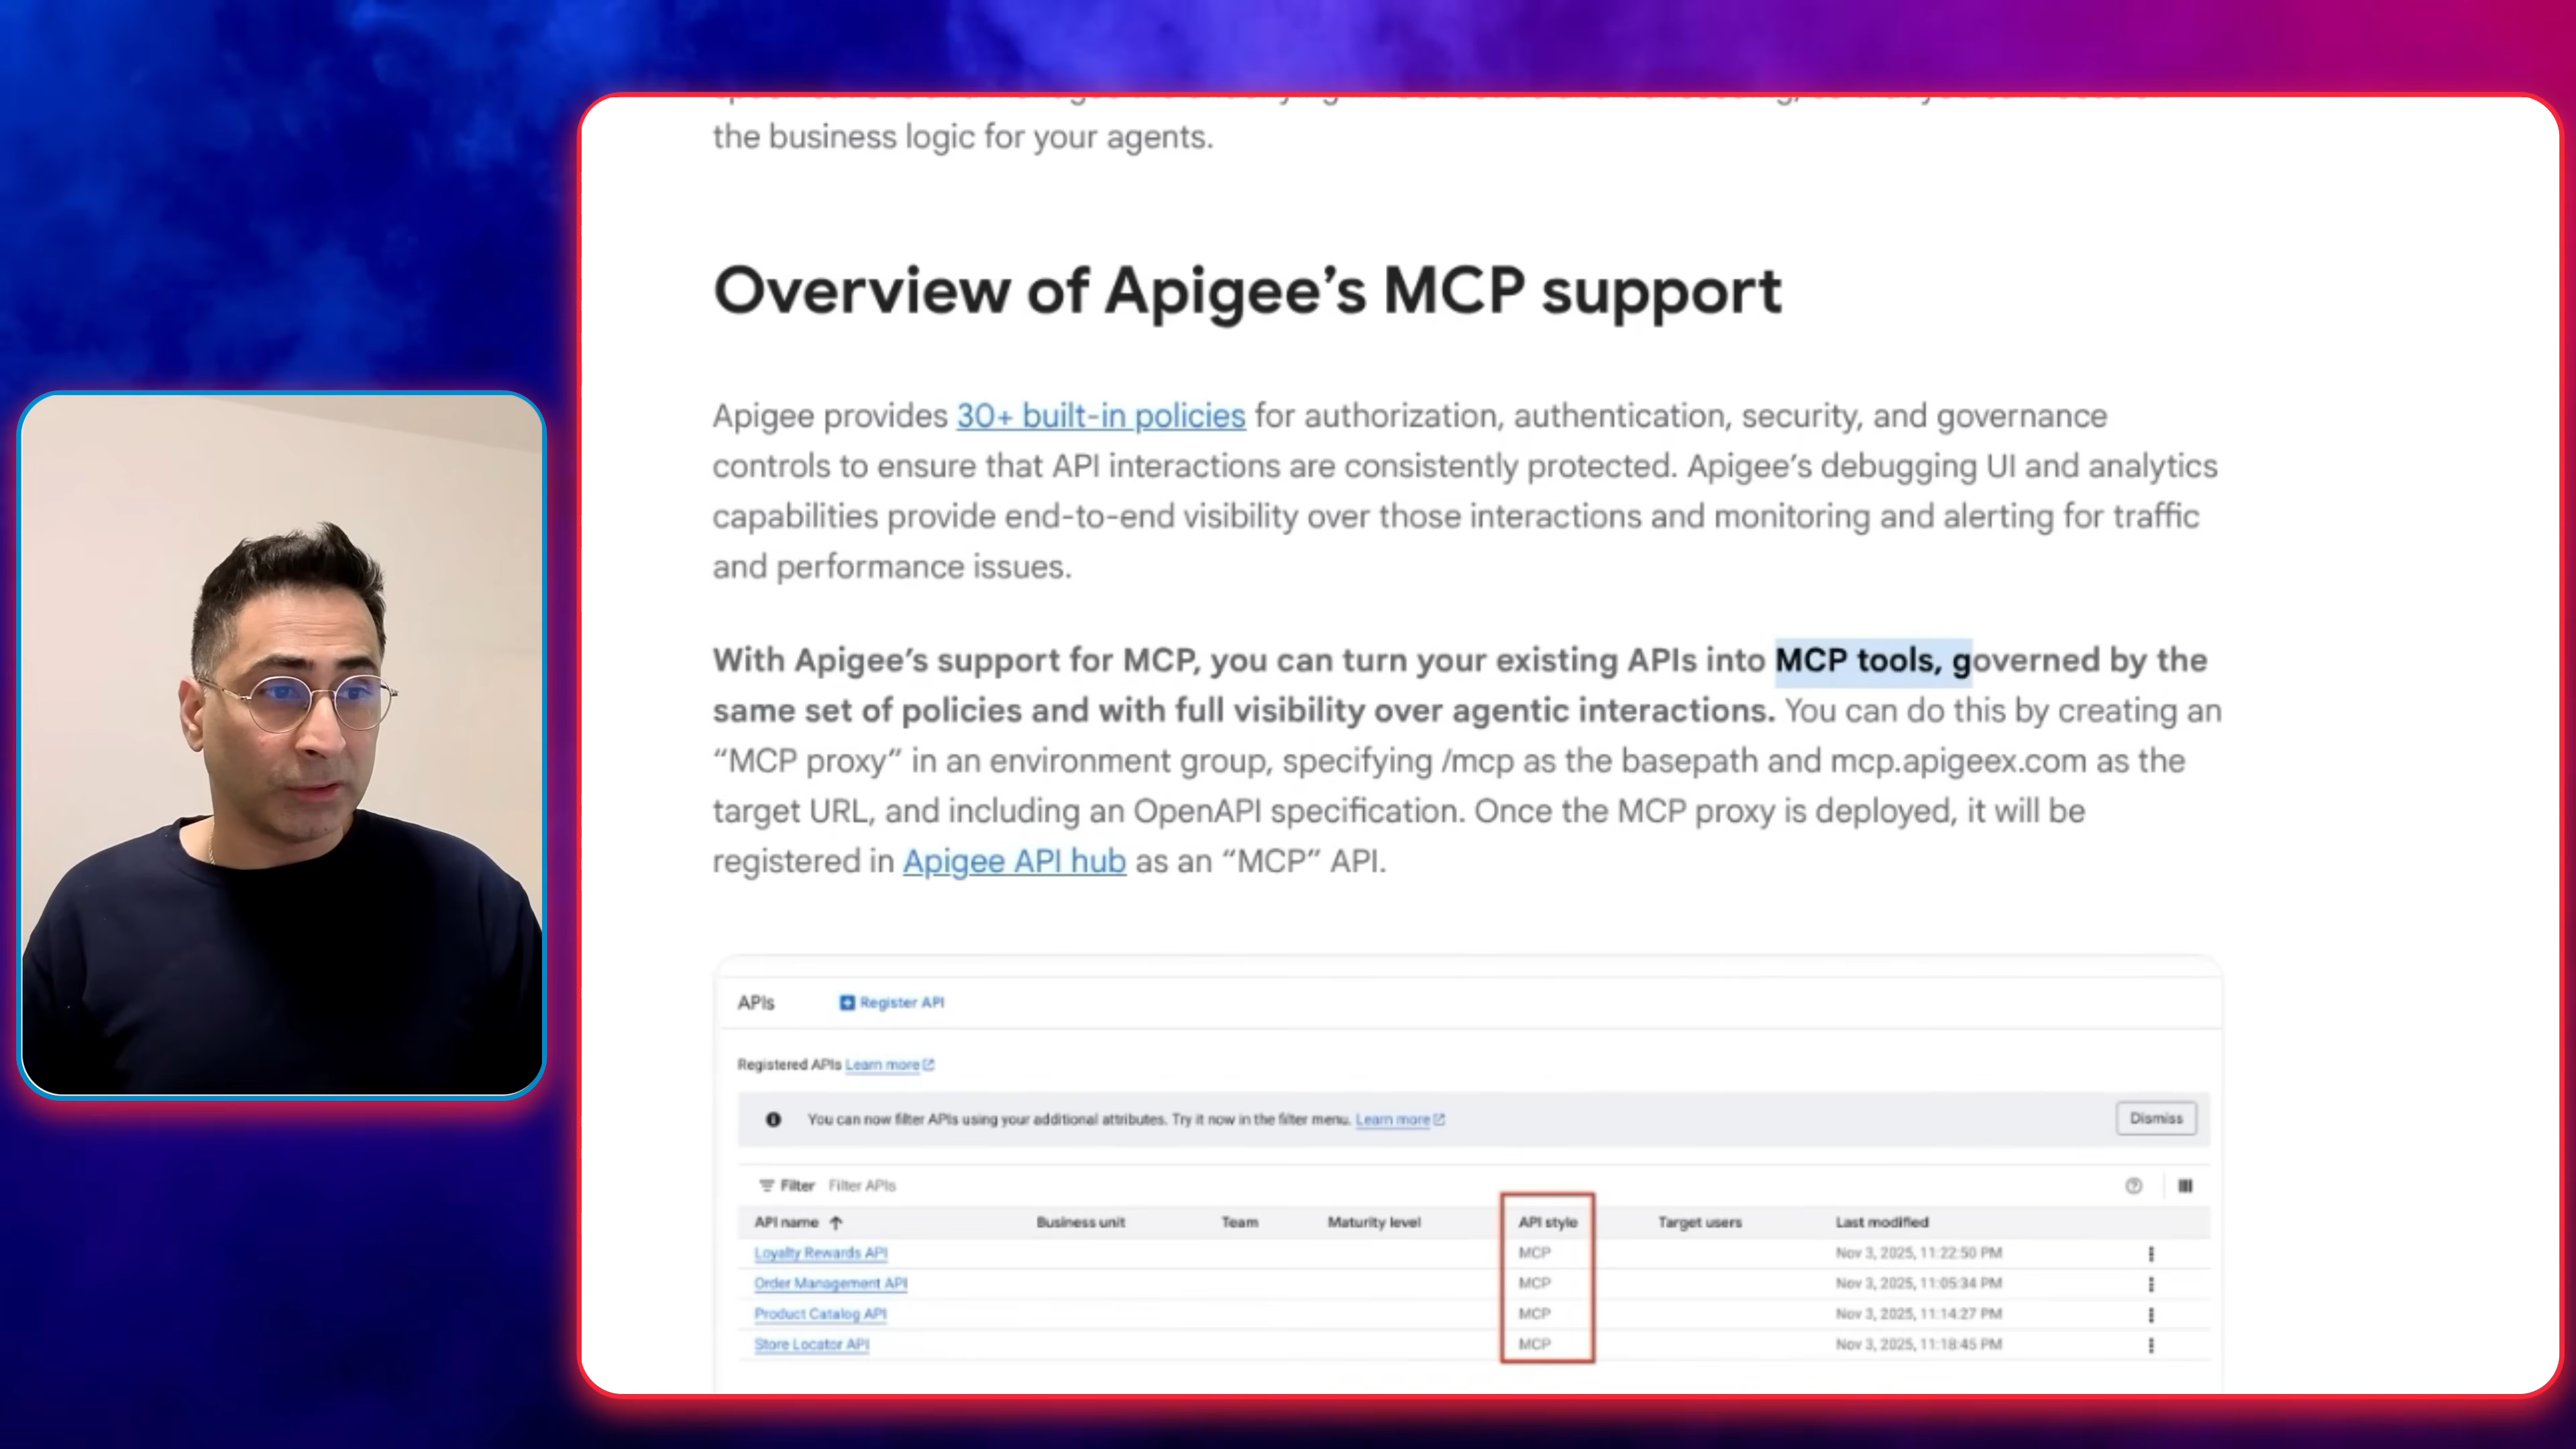 the business logic for your agents.
Overview of Apigee’s MCP support
Apigee provides 30+ built-in policies for authorization, authentication, security, and governance
controls to ensure that API interactions are consistently protected. Apigee’s debugging UI and analytics
capabilities provide end-to-end visibility over those interactions and monitoring and alerting for traffic
and performance issues.
With Apigee’s support for MCP, you can turn your existing APIs into MCP tools, governed by the
same set of policies and with full visibility over agentic interactions. You can do this by creating an
“MCP proxy” in an environment group, specifying /mcp as the basepath and mcp.apigeex.com as the
target URL, and including an OpenAPI specification. Once the MCP proxy is deployed, it will be
registered in Apigee API hub as an “MCP” API.
APIs Register API
Registered APIs Learn more
You can now filter APIs using your additional attributes. Try it now in the filter menu. Learn more Dismiss
Filter Filter APIs
API name Business unit Team Maturity level API style Target users Last modified
Loyalty Rewards API MCP Nov 3, 2025, 11:22:50 PM
Order Management API MCP Nov 3, 2025, 11:05:34 PM
Product Catalog API MCP Nov 3, 2025, 11:14:27 PM
Store Locator API MCP Nov 3, 2025, 11:18:45 PM